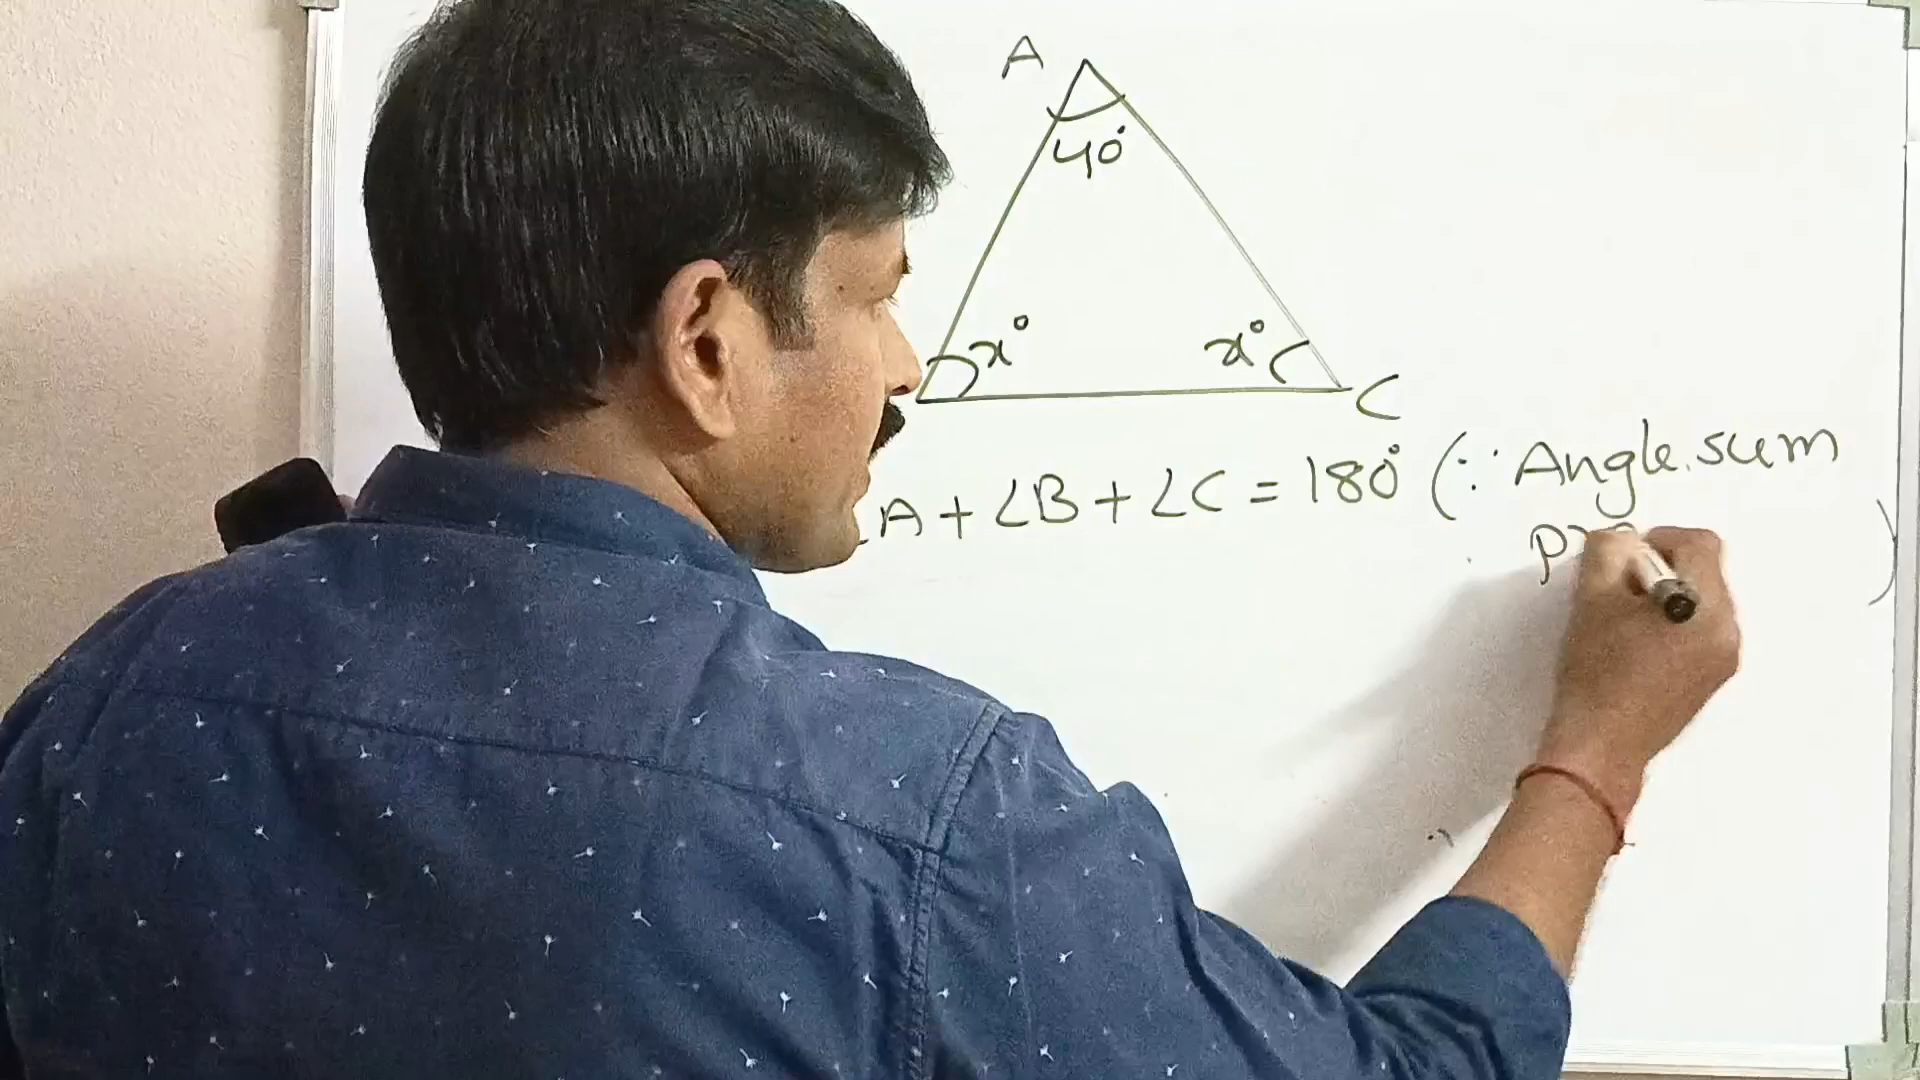 A
40°
x° x°
C
∠A + ∠B + ∠C = 180° (∵ Angle sum
)